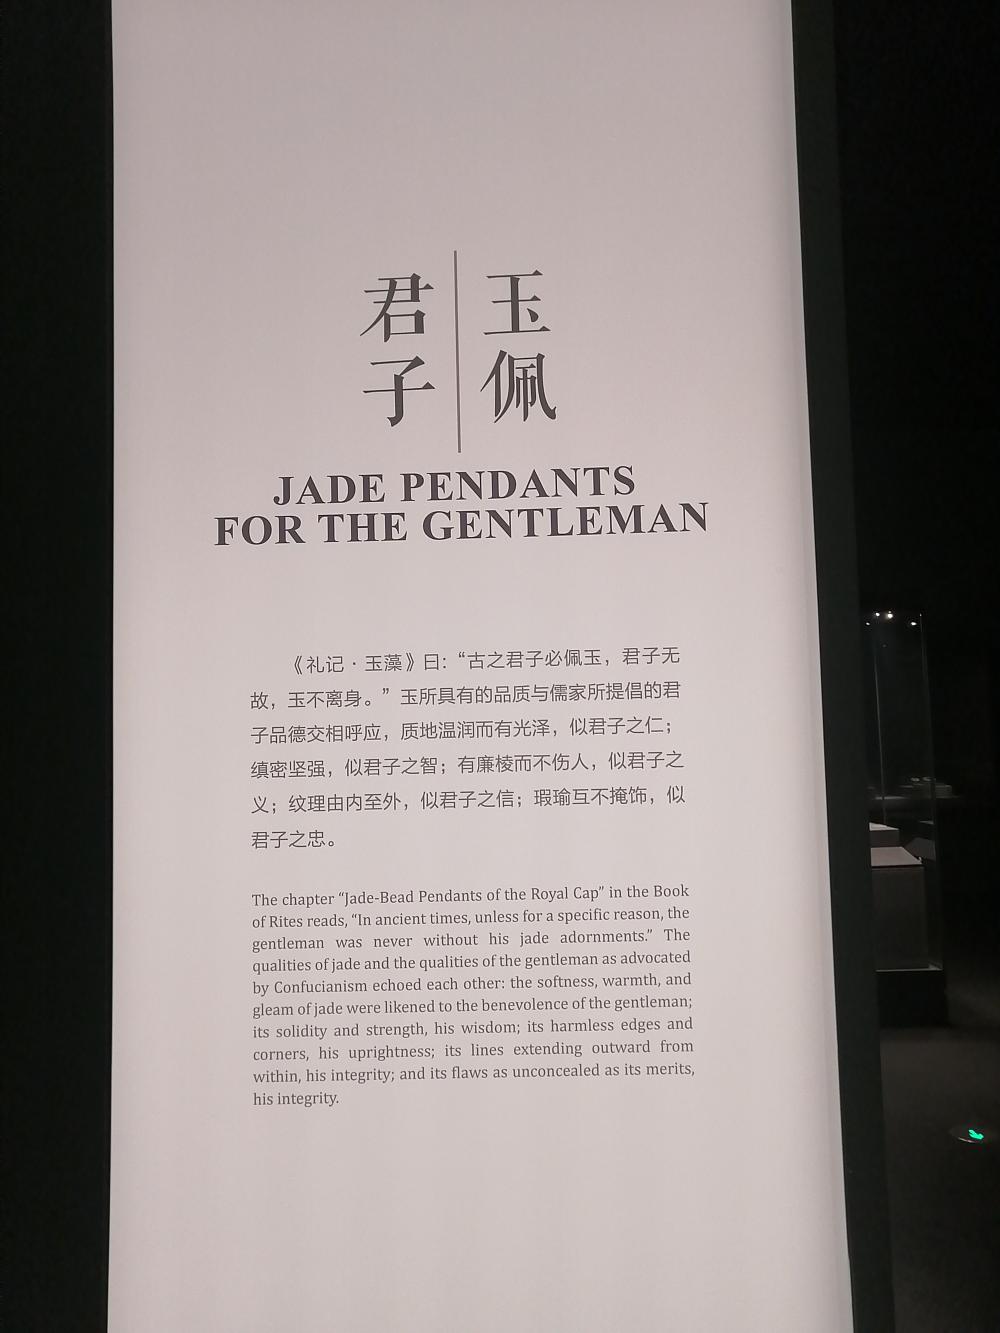 玉佩
君子
JADE PENDANTS
FOR THE GENTLEMAN
《礼记·玉藻》曰：“古之君子必佩玉，君子无
故，玉不离身。”玉所具有的品质与儒家所提倡的君
子品德交相呼应，质地温润而有光泽，似君子之仁；
缜密坚强，似君子之智；有廉棱而不伤人，似君子之
义；纹理由内至外，似君子之信；瑕瑜互不掩饰，似
君子之忠。
The chapter “Jade-Bead Pendants of the Royal Cap” in the Book
of Rites reads, “In ancient times, unless for a specific reason, the
gentleman was never without his jade adornments.” The
qualities of jade and the qualities of the gentleman as advocated
by Confucianism echoed each other: the softness, warmth, and
gleam of jade were likened to the benevolence of the gentleman;
its solidity and strength, his wisdom; its harmless edges and
corners, his uprightness; its lines extending outward from
within, his integrity; and its flaws as unconcealed as its merits,
his integrity.